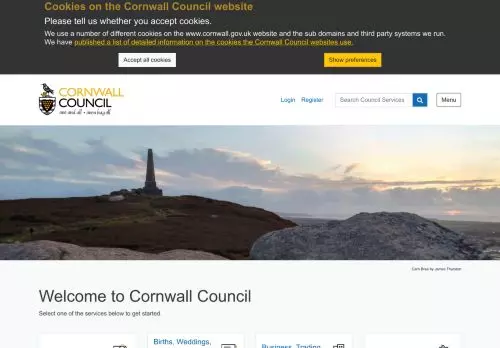 Cookies on the Cornwall Council website
Please tell us whether you accept cookies.
We use a number of different cookies on the www.cornwall.gov.uk website and the sub domains and third party systems we run.
We have published a list of detailed information on the cookies the Cornwall Council websites use.
Accept all cookies
Show preferences
CORNWALL
COUNCIL
one and all • onen hag oll
Login
Register
Search Council Services
Menu
Carn Brea by James Thurston
Welcome to Cornwall Council
Select one of the services below to get started.
Births, Weddings,
Business, Trading